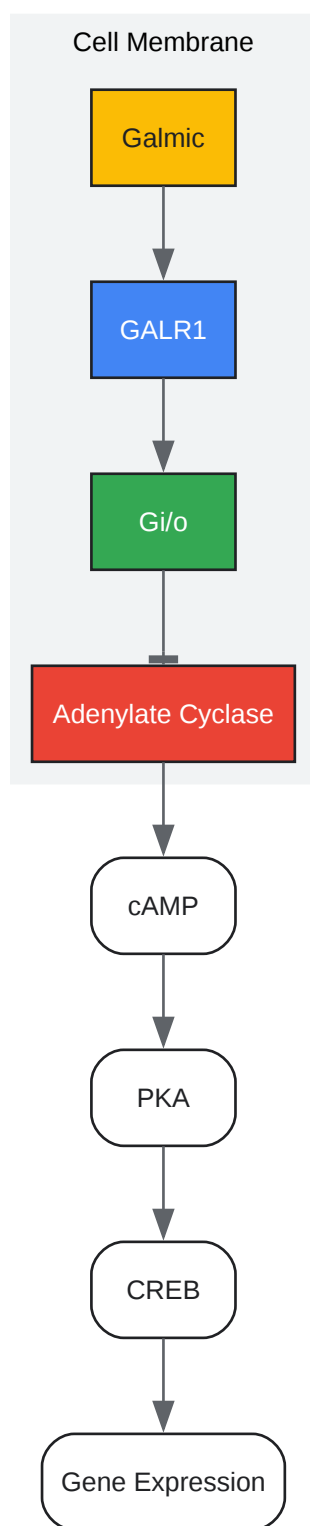 Cell Membrane
Galmic
GALR1
Gi/o
Adenylate Cyclase
cAMP
PKA
CREB
Gene Expression